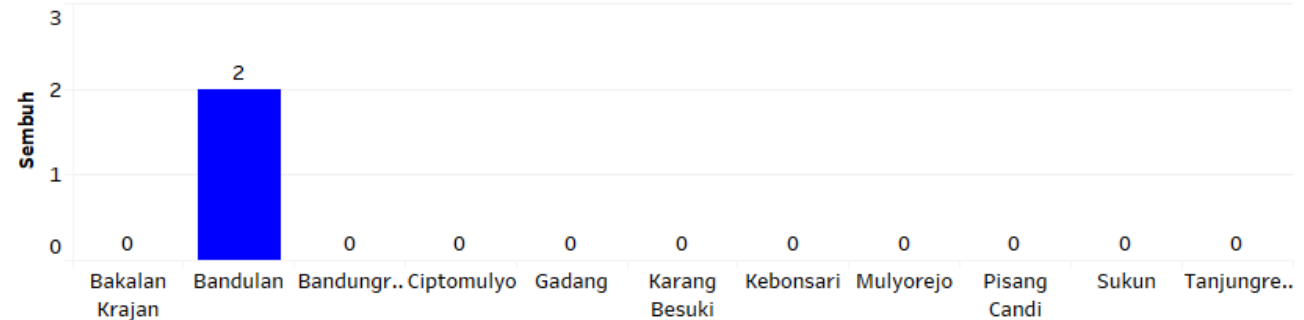 3
2
2
Sembuh
1
0
0
0
0
0
0
0
0
0
0
0
Bakalan Krajan
Bandulan
Bandungr..
Ciptomulyo
Gadang
Karang Besuki
Kebonsari
Mulyorejo
Pisang Candi
Sukun
Tanjungre..